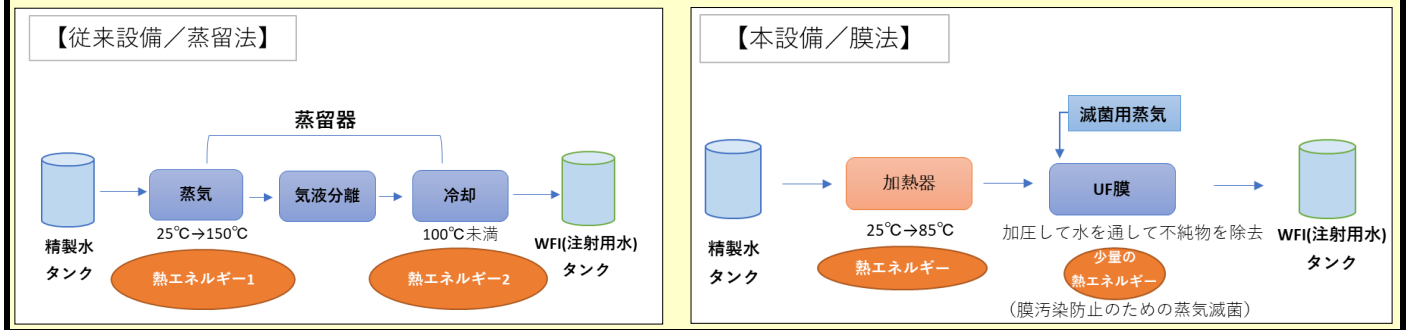 【従来設備／蒸留法】
蒸留器
精製水
タンク
蒸気
25℃→150℃
熱エネルギー1
気液分離
冷却
100℃未満
熱エネルギー2
WFI(注射用水)
タンク
【本設備／膜法】
滅菌用蒸気
精製水
タンク
加熱器
25℃→85℃
熱エネルギー
UF膜
加圧して水を通して不純物を除去
少量の
熱エネルギー
（膜汚染防止のための蒸気滅菌）
WFI(注射用水)
タンク